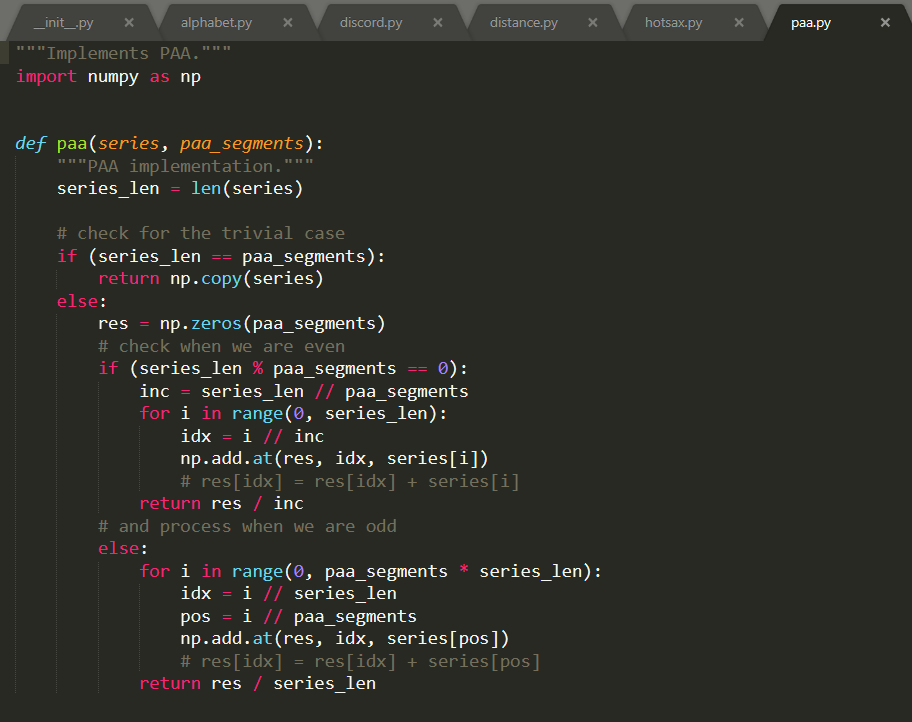 __init__.py × alphabet.py × discord.py × distance.py × hotsax.py × paa.py ×
"""Implements PAA."""
import numpy as np
def paa(series, paa_segments):
    """PAA implementation."""
    series_len = len(series)
    # check for the trivial case
    if (series_len == paa_segments):
        return np.copy(series)
    else:
        res = np.zeros(paa_segments)
        # check when we are even
        if (series_len % paa_segments == 0):
            inc = series_len // paa_segments
            for i in range(0, series_len):
                idx = i // inc
                np.add.at(res, idx, series[i])
                # res[idx] = res[idx] + series[i]
            return res / inc
        # and process when we are odd
        else:
            for i in range(0, paa_segments * series_len):
                idx = i // series_len
                pos = i // paa_segments
                np.add.at(res, idx, series[pos])
                # res[idx] = res[idx] + series[pos]
            return res / series_len